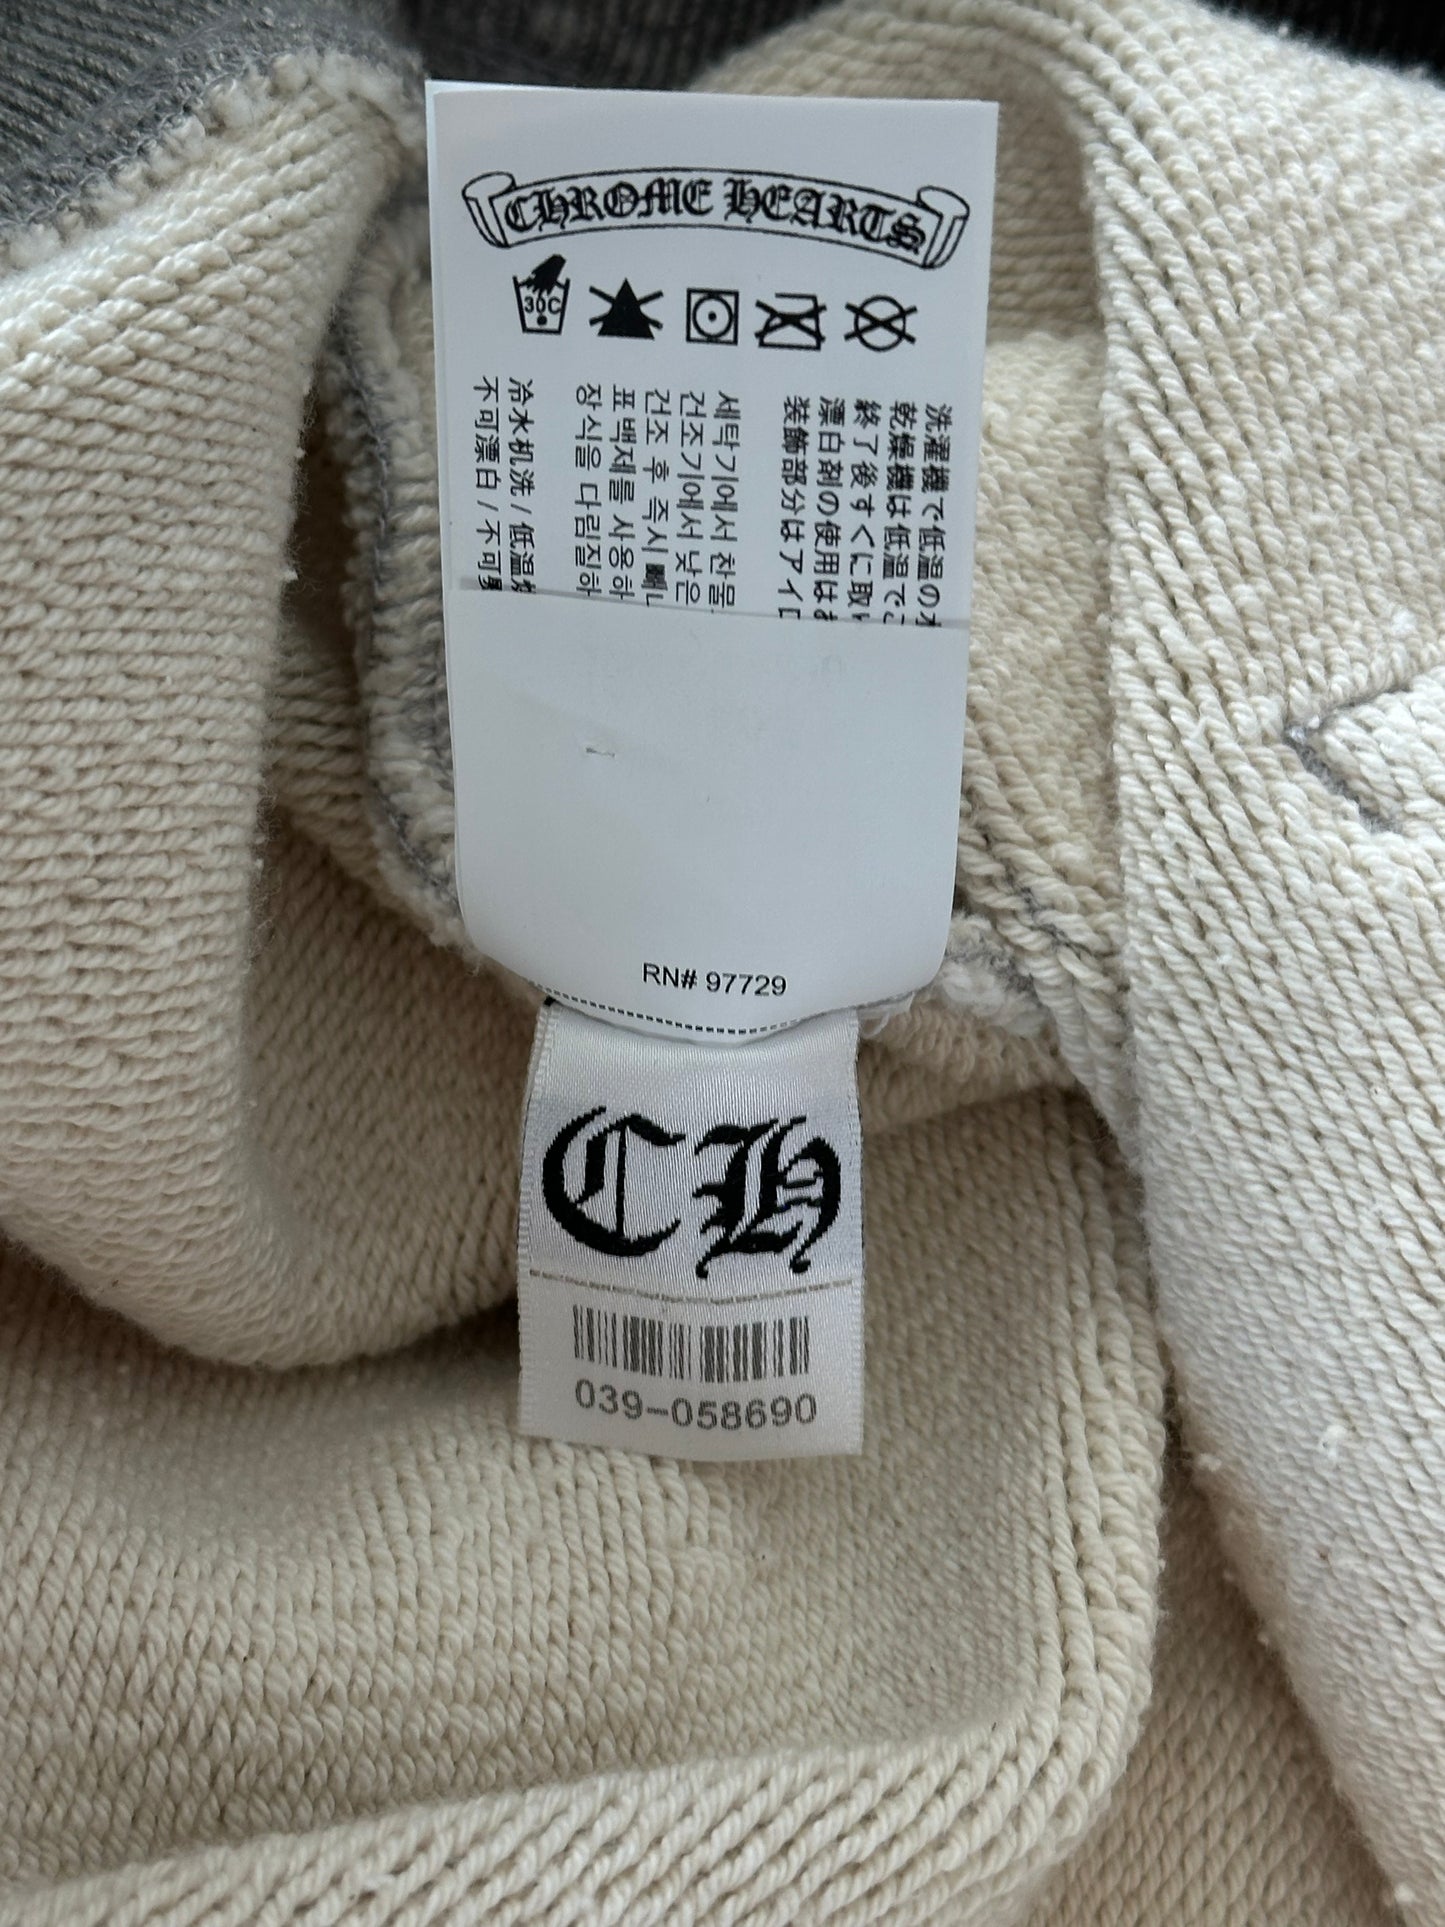 CHROME HEARTS
30C
洗濯機で低温の水
乾燥機は低温で
終了後すぐに取
漂白剤の使用はお
装飾部分はアイロ
세탁기에서 찬물
건조기에서 낮은
건조 후 즉시 빼
표백제를 사용하
장식을 다림질하
冷水机洗 / 低温
不可漂白 / 不可
RN# 97729
CH
039-058690